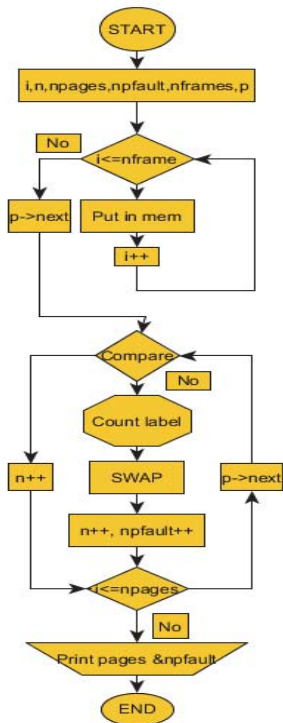 START
i,n,npages,npfault,nframes,p
No
i<=nframe
p->next
Put in mem
i++
Compare
No
Count label
n++
SWAP
p->next
n++, npfault++
i<=npages
No
Print pages &npfault
END